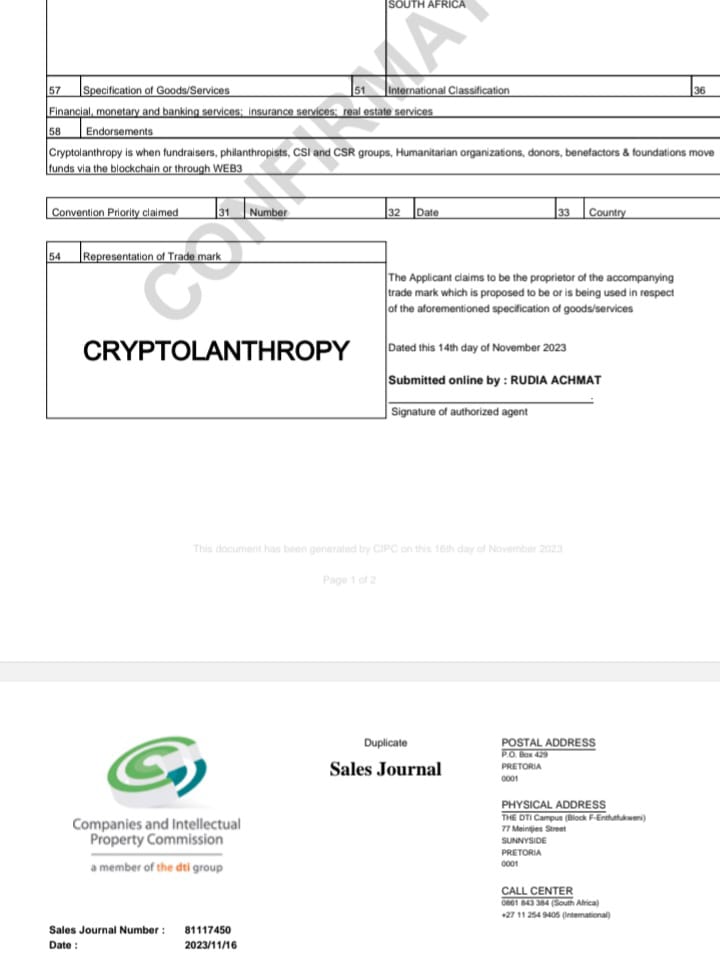 SOUTH AFRICA
57 Specification of Goods/Services 51 International Classification 36
Financial, monetary and banking services; insurance services; real estate services
58 Endorsements
Cryptolanthropy is when fundraisers, philanthropists, CSI and CSR groups, Humanitarian organizations, donors, benefactors & foundations move
funds via the blockchain or through WEB3
Convention Priority claimed 31 Number 32 Date 33 Country
54 Representation of Trade mark
CRYPTOLANTHROPY
The Applicant claims to be the proprietor of the accompanying
trade mark which is proposed to be or is being used in respect
of the aforementioned specification of goods/services
Dated this 14th day of November 2023
Submitted online by : RUDIA ACHMAT
Signature of authorized agent
CONFIRMAT
This document has been generated by CIPC on this 16th day of November 2023
Page 1 of 2
Companies and Intellectual
Property Commission
a member of the dti group
Duplicate
Sales Journal
POSTAL ADDRESS
P.O. Box 429
PRETORIA
0001
PHYSICAL ADDRESS
THE DTI Campus (Block F-Entfutfukweni)
77 Meintjies Street
SUNNYSIDE
PRETORIA
0001
CALL CENTER
0861 843 384 (South Africa)
+27 11 254 9405 (International)
Sales Journal Number : 81117450
Date : 2023/11/16